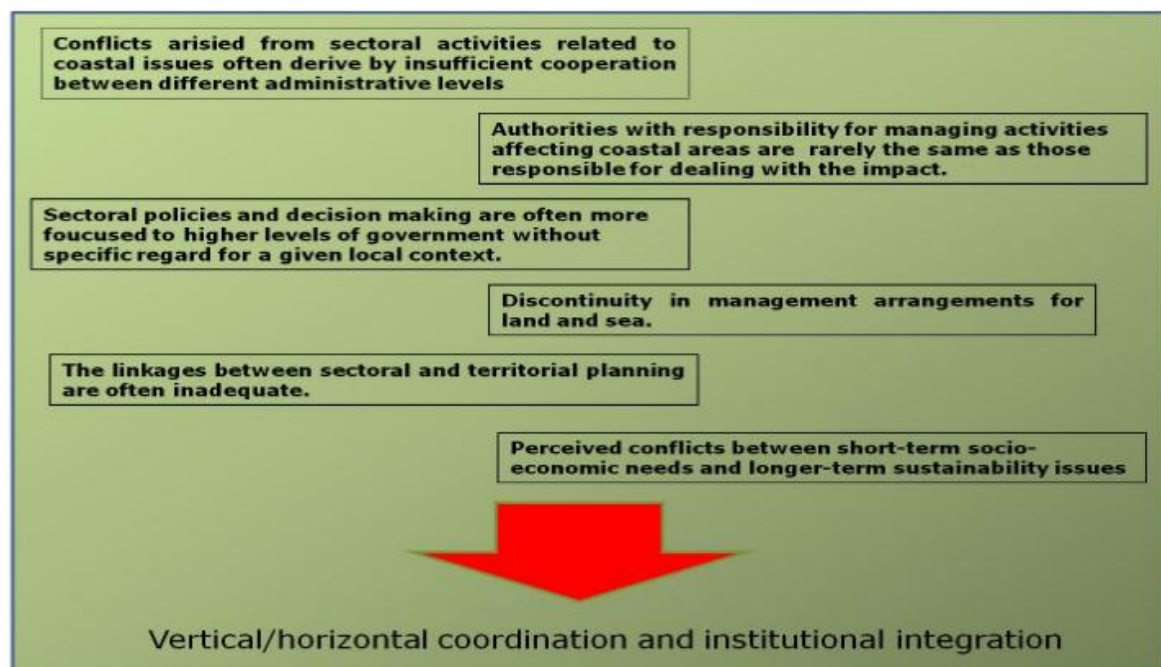 Conflicts arisied from sectoral activities related to
coastal issues often derive by insufficient cooperation
between different administrative levels
Authorities with responsibility for managing activities
affecting coastal areas are rarely the same as those
responsible for dealing with the impact.
Sectoral policies and decision making are often more
foucused to higher levels of government without
specific regard for a given local context.
Discontinuity in management arrangements for
land and sea.
The linkages between sectoral and territorial planning
are often inadequate.
Perceived conflicts between short-term socio-
economic needs and longer-term sustainability issues
Vertical/horizontal coordination and institutional integration